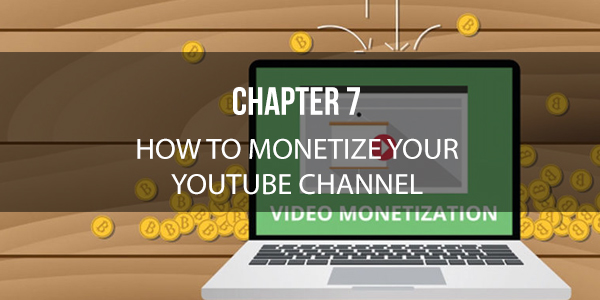 CHAPTER 7
HOW TO MONETIZE YOUR
YOUTUBE CHANNEL
VIDEO MONETIZATION